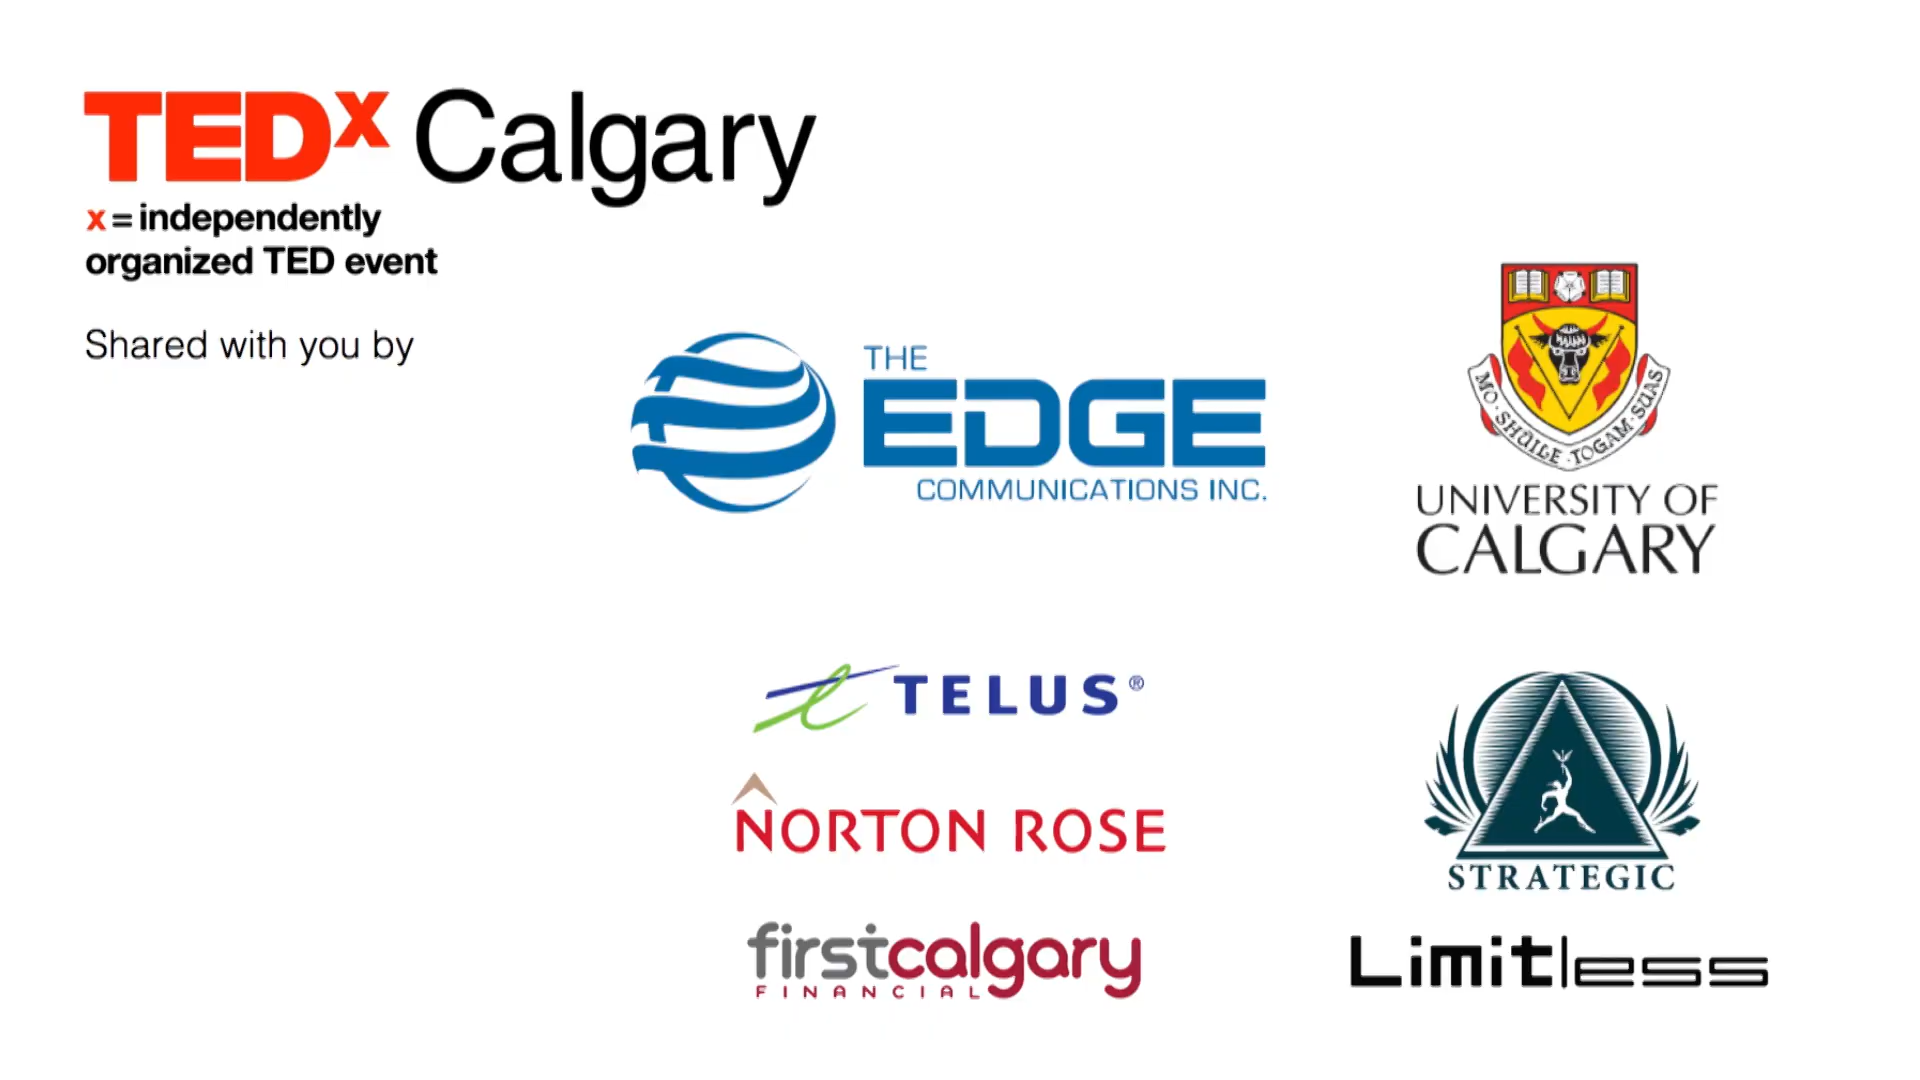 TEDx Calgary
x = independently
organized TED event
Shared with you by
THE
EDGE
COMMUNICATIONS INC.
MO·SHÙILE·TOGAM·SUAS
UNIVERSITY OF
CALGARY
TELUS®
NORTON ROSE
STRATEGIC
firstcalgary
FINANCIAL
Limitless